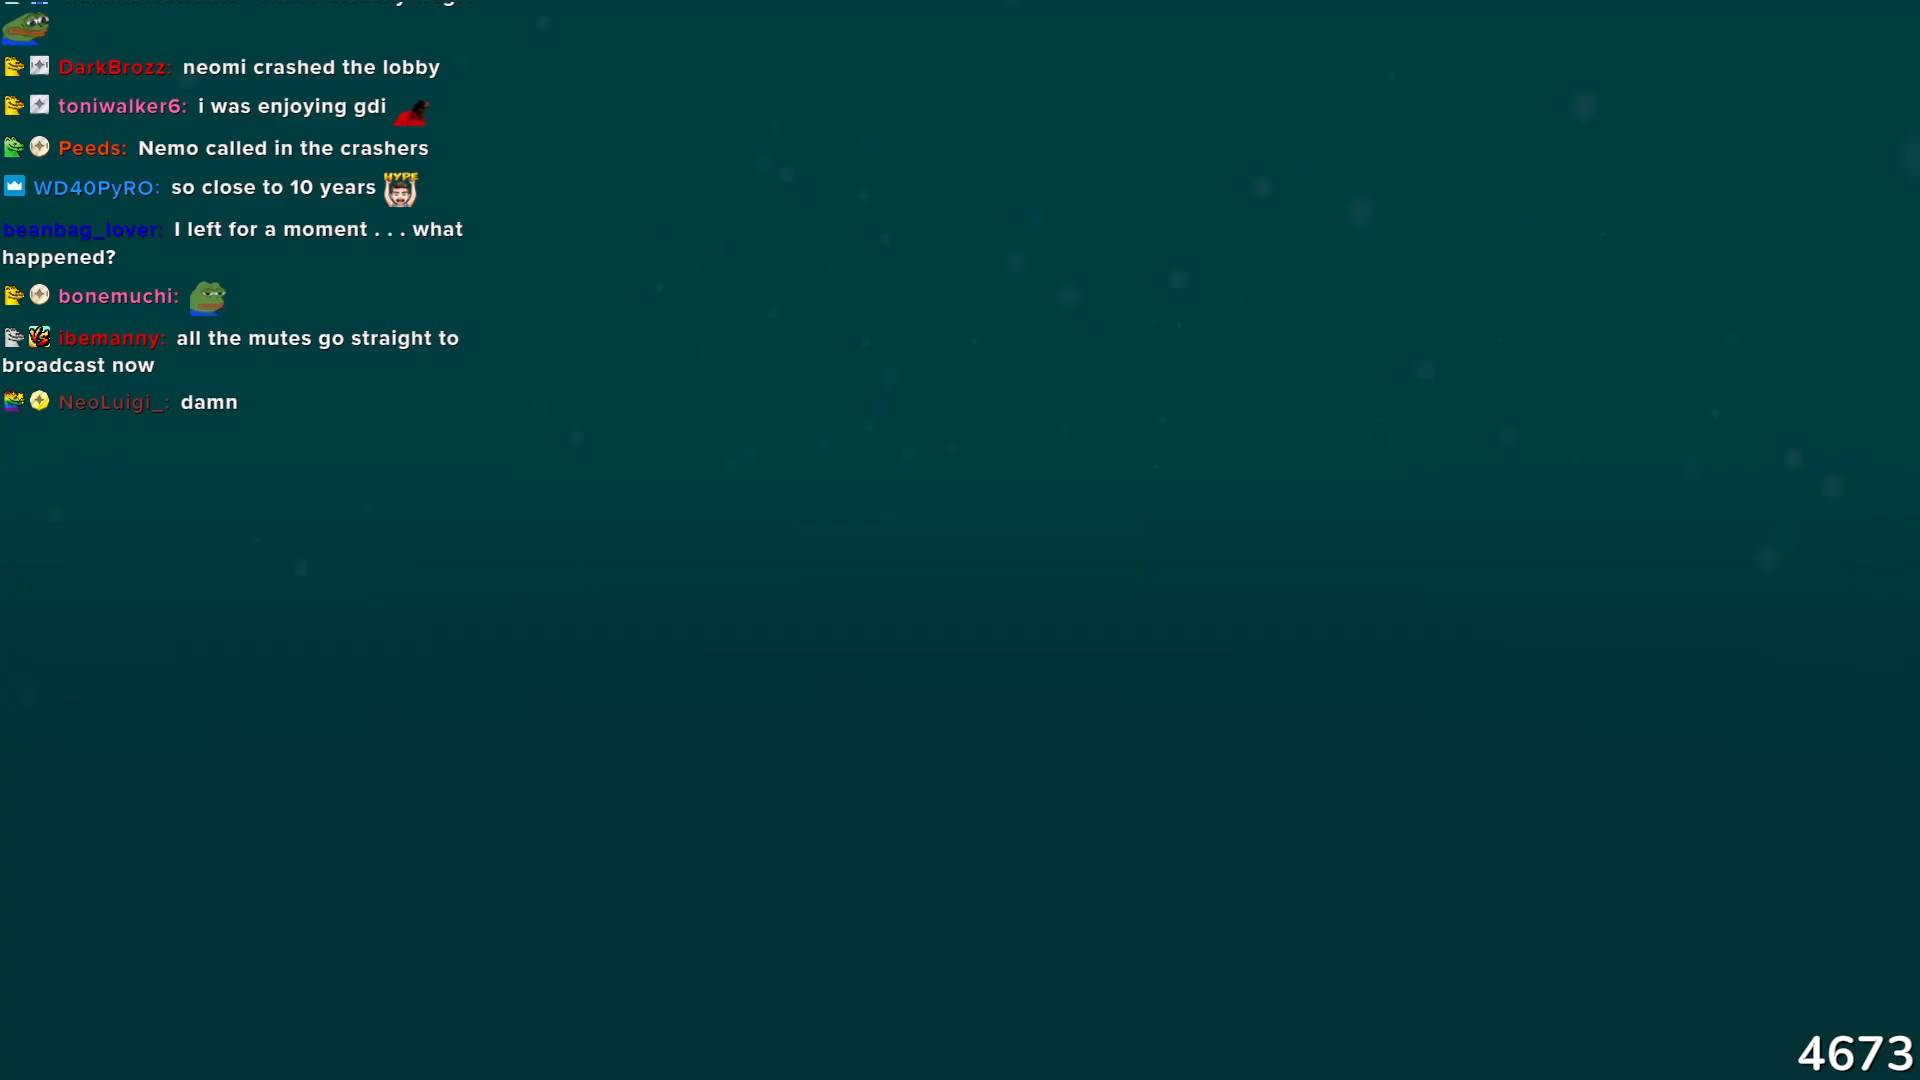 DarkBrozz: neomi crashed the lobby
toniwalker6: i was enjoying gdi
Peeds: Nemo called in the crashers
WD40PyRO: so close to 10 years HYPE
beanbag_lover: I left for a moment . . . what
happened?
bonemuchi:
ibemanny: all the mutes go straight to
broadcast now
NeoLuigi_: damn
4673